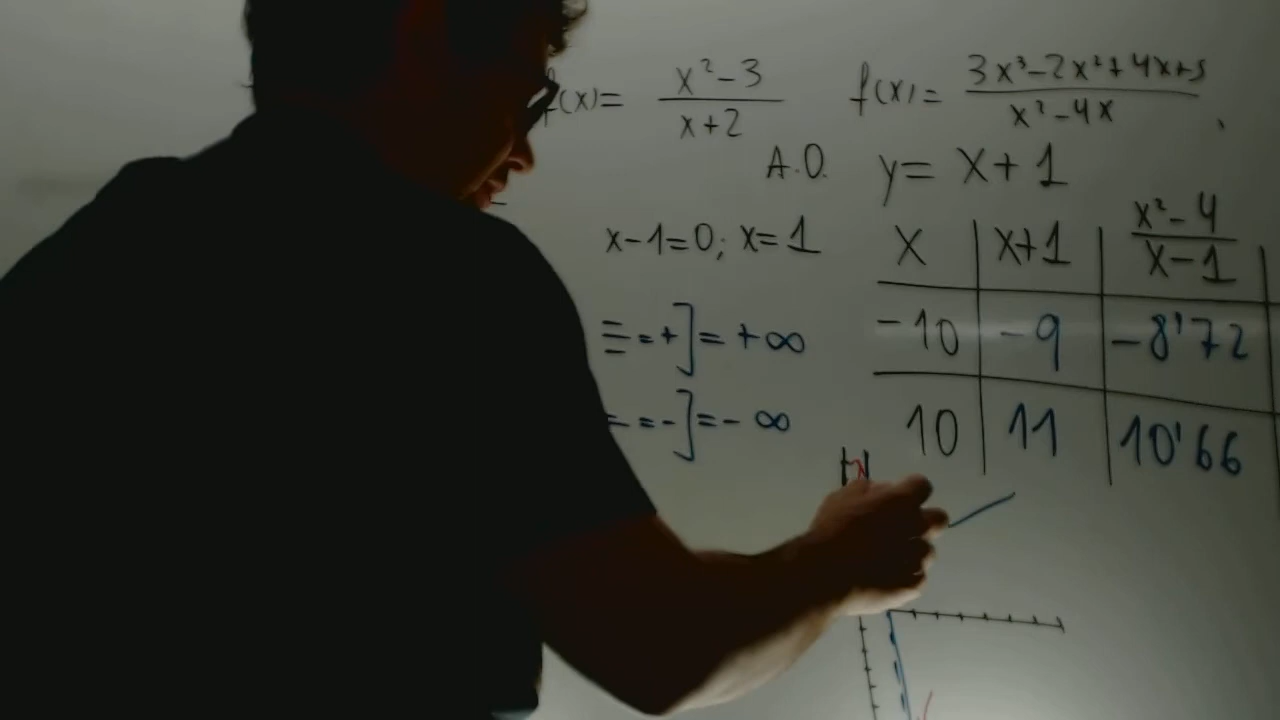 f(x)= x²-3 / x+2
f(x)= 3x³-2x²+4x+5 / x²-4x
A.O. y= x+1
x-1=0; x=1
x | x+1 | x²-4 / x-1
-10 | -9 | -8'72
10 | 11 | 10'66
= +] = +∞
= -] = -∞